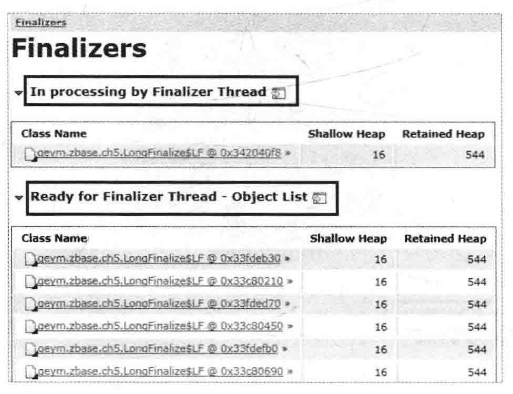 Finalizers
Finalizers
In processing by Finalizer Thread
Class Name Shallow Heap Retained Heap
geym.zbase.ch5.LongFinalize$LF @ 0x342040f8 » 16 544
Ready for Finalizer Thread - Object List
Class Name Shallow Heap Retained Heap
geym.zbase.ch5.LongFinalize$LF @ 0x33fdeb30 » 16 544
geym.zbase.ch5.LongFinalize$LF @ 0x33c80210 » 16 544
geym.zbase.ch5.LongFinalize$LF @ 0x33fded70 » 16 544
geym.zbase.ch5.LongFinalize$LF @ 0x33c80450 » 16 544
geym.zbase.ch5.LongFinalize$LF @ 0x33fdefb0 » 16 544
geym.zbase.ch5.LongFinalize$LF @ 0x33c80690 » 16 544